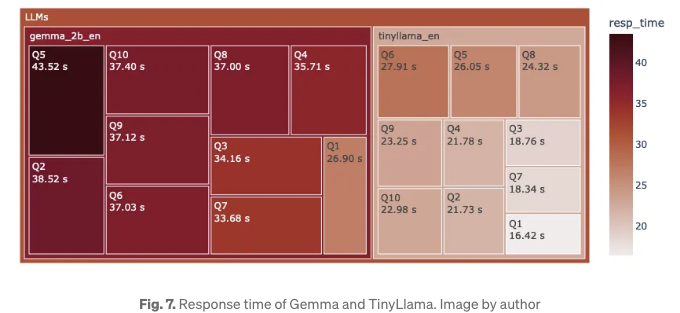 LLMs
gemma_2b_en
Q5
43.52 s
Q2
38.52 s
Q10
37.40 s
Q9
37.12 s
Q6
37.03 s
Q8
37.00 s
Q4
35.71 s
Q3
34.16 s
Q7
33.68 s
Q1
26.90 s
tinyllama_en
Q6
27.91 s
Q5
26.05 s
Q8
24.32 s
Q9
23.25 s
Q10
22.98 s
Q4
21.78 s
Q2
21.73 s
Q3
18.76 s
Q7
18.34 s
Q1
16.42 s
resp_time
40
35
30
25
20
Fig. 7. Response time of Gemma and TinyLlama. Image by author